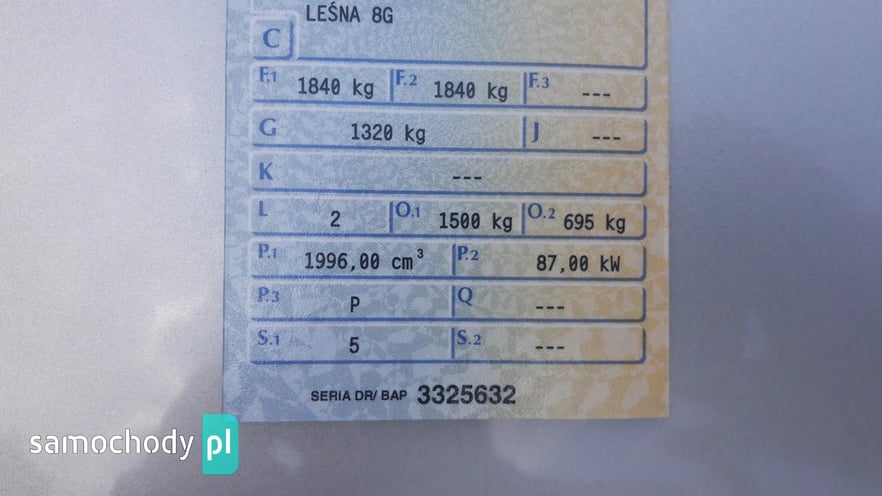 LEŚNA 8G
C
F.1 1840 kg F.2 1840 kg F.3 ---
G 1320 kg J ---
K ---
L 2 O.1 1500 kg O.2 695 kg
P.1 1996,00 cm³ P.2 87,00 kW
P.3 P Q ---
S.1 5 S.2 ---
SERIA DR/ BAP 3325632
samochody pl